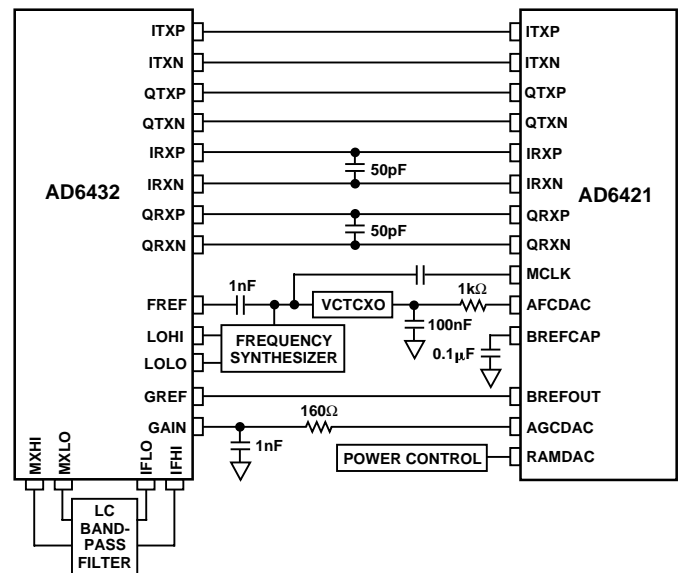 AD6432
ITXP
ITXN
QTXP
QTXN
IRXP
IRXN
QRXP
QRXN
FREF
LOHI
LOLO
GREF
GAIN
MXHI
MXLO
IFLO
IFHI
50pF
50pF
1nF
VCTCXO
1kΩ
100nF
FREQUENCY
SYNTHESIZER
0.1μF
160Ω
1nF
POWER CONTROL
LC
BAND-
PASS
FILTER
AD6421
ITXP
ITXN
QTXP
QTXN
IRXP
IRXN
QRXP
QRXN
MCLK
AFCDAC
BREFCAP
BREFOUT
AGCDAC
RAMDAC